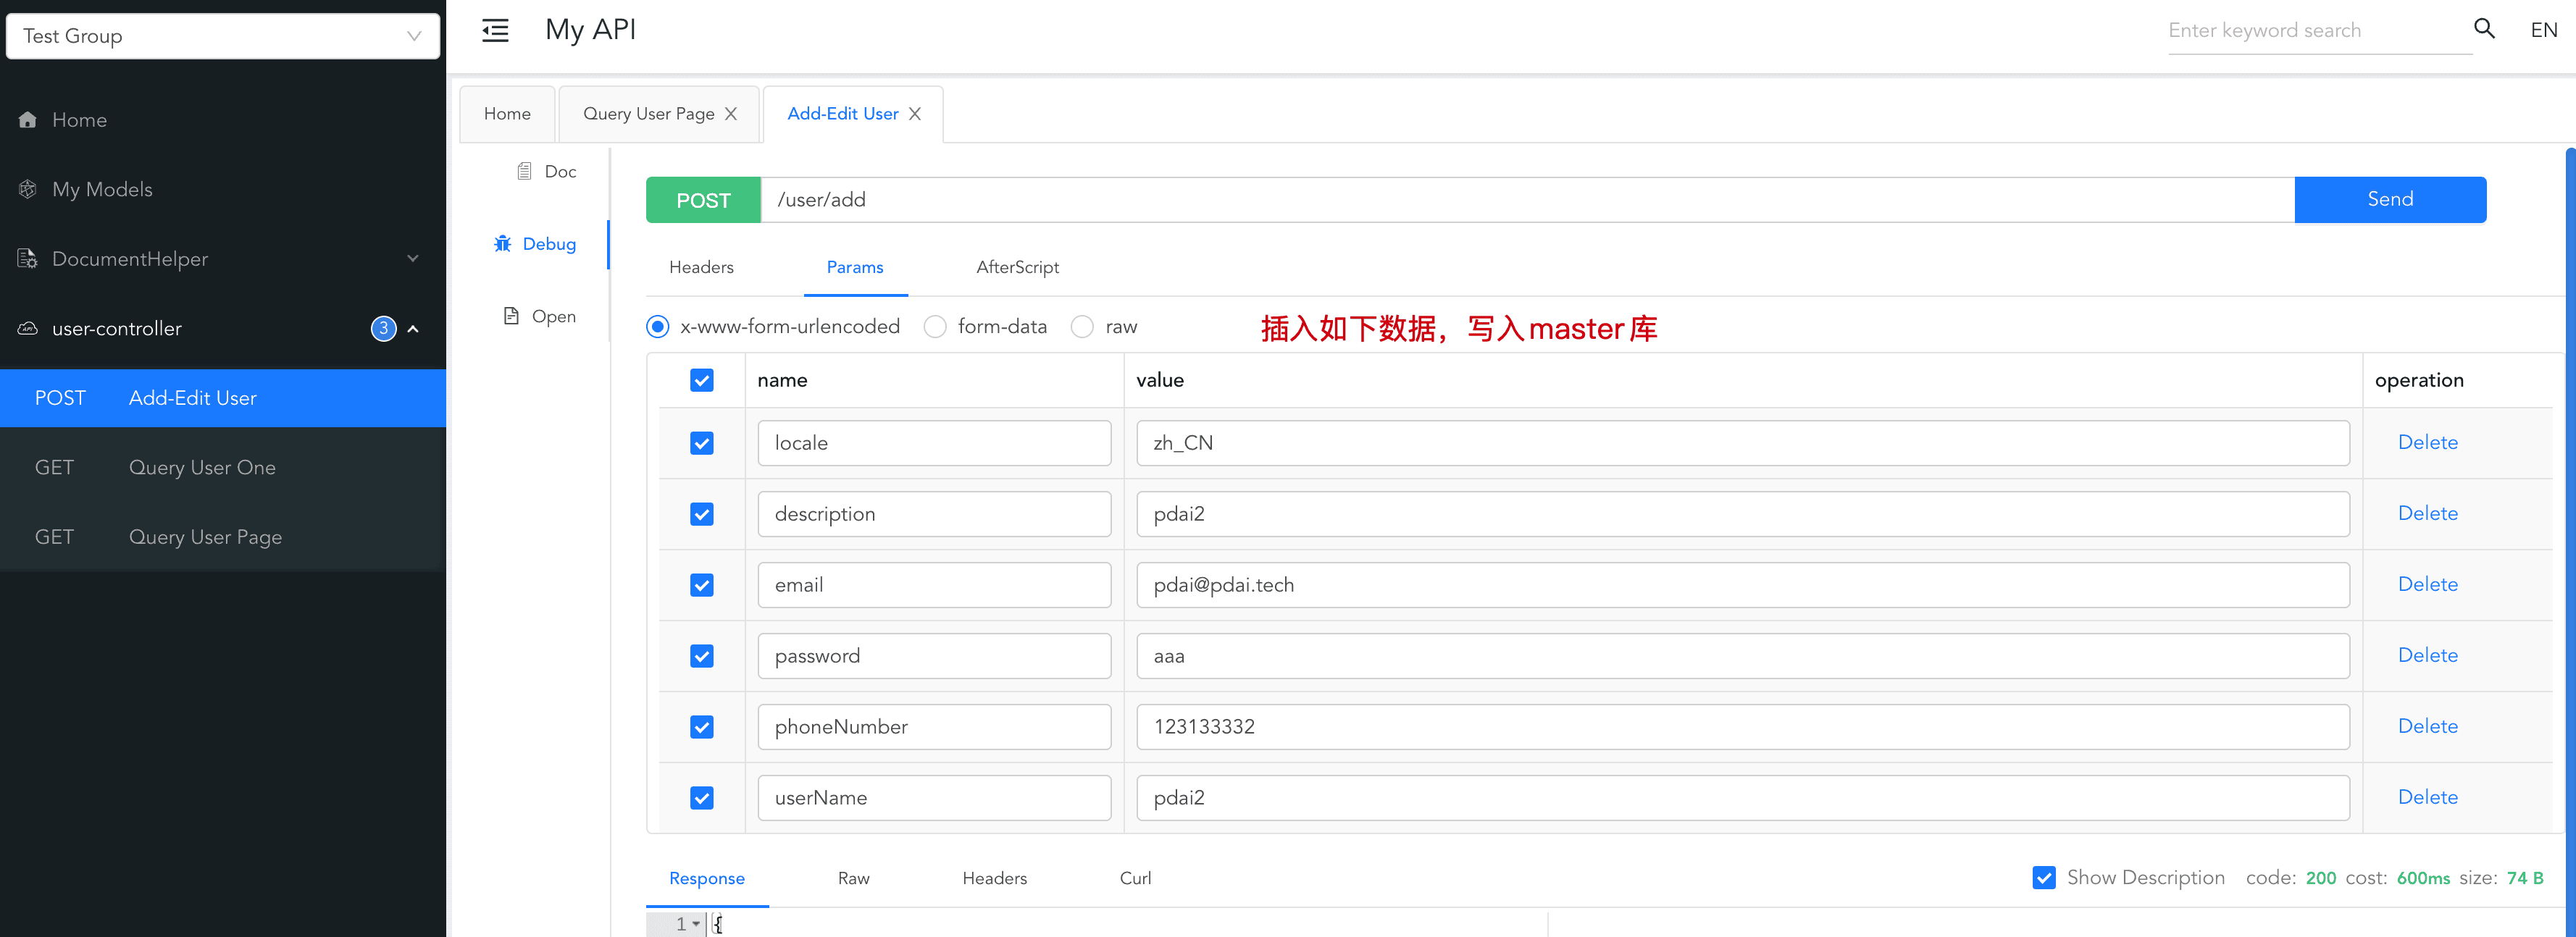 Test Group
My API
Enter keyword search
EN
Home
My Models
DocumentHelper
user-controller 3
POST Add-Edit User
GET Query User One
GET Query User Page
Home
Query User Page
Add-Edit User
Doc
Debug
Open
POST /user/add Send
Headers Params AfterScript
x-www-form-urlencoded form-data raw
插入如下数据，写入master库
name value operation
locale zh_CN Delete
description pdai2 Delete
email pdai@pdai.tech Delete
password aaa Delete
phoneNumber 123133332 Delete
userName pdai2 Delete
Response Raw Headers Curl
Show Description code: 200 cost: 600ms size: 74 B
1 {